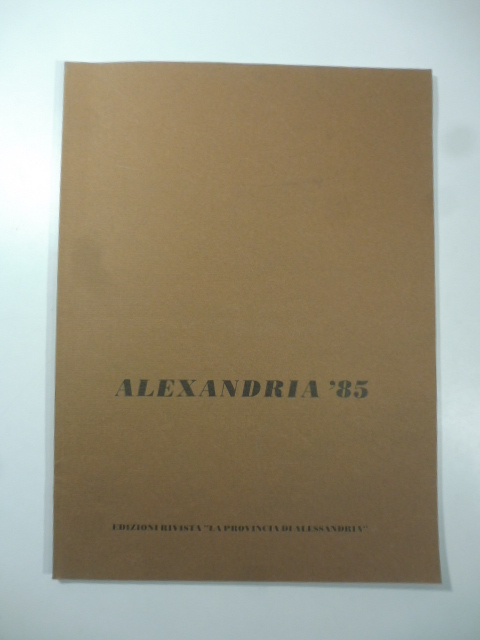 ALEXANDRIA '85
EDIZIONI RIVISTA "LA PROVINCIA DI ALESSANDRIA"